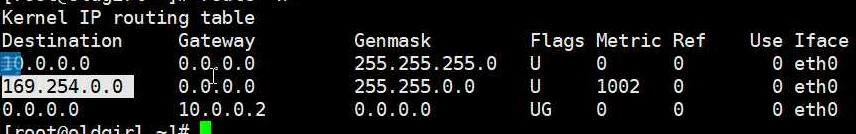 Kernel IP routing table
Destination Gateway Genmask Flags Metric Ref Use Iface
10.0.0.0 0.0.0.0 255.255.255.0 U 0 0 0 eth0
169.254.0.0 0.0.0.0 255.255.0.0 U 1002 0 0 eth0
0.0.0.0 10.0.0.2 0.0.0.0 UG 0 0 0 eth0
[root@oldgirl ~]#